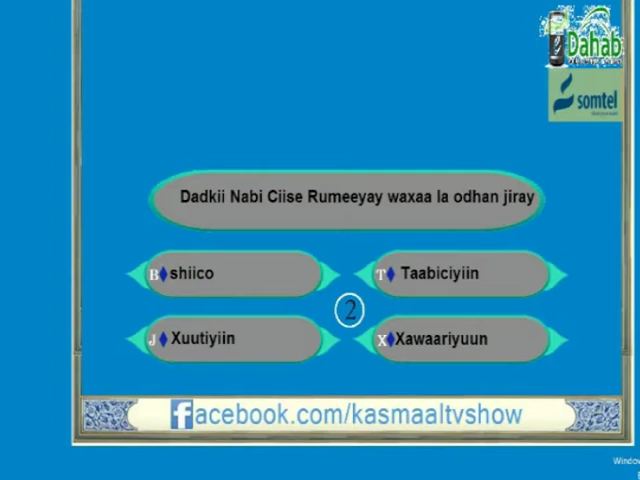 Dahab
somtel
Dadkii Nabi Ciise Rumeeyay waxaa la odhan jiray
B shiico
T Taabiciyiin
2
J Xuutiyiin
X Xawaariyuun
facebook.com/kasmaaltvshow